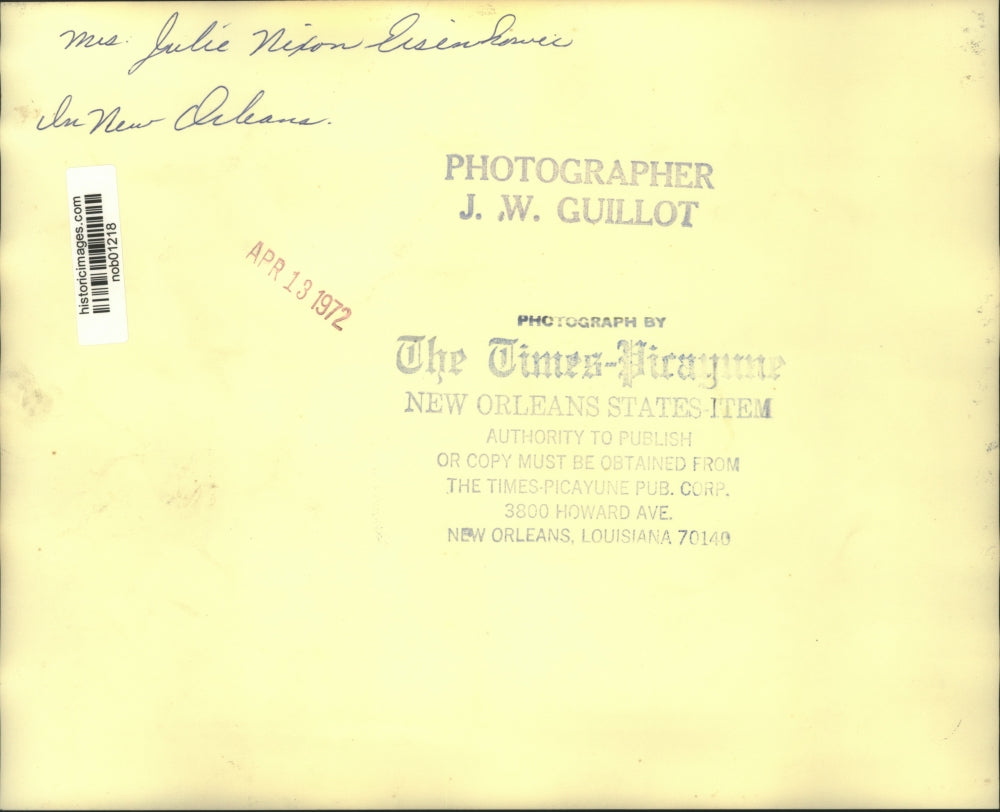 Mrs. Julie Nixon Eisenhower
In New Orleans.
PHOTOGRAPHER
J. W. GUILLOT
historicimages.com
nob01218
APR 13 1972
PHOTOGRAPH BY
The Times-Picayune
NEW ORLEANS STATES-ITEM
AUTHORITY TO PUBLISH
OR COPY MUST BE OBTAINED FROM
THE TIMES-PICAYUNE PUB. CORP.
3800 HOWARD AVE.
NEW ORLEANS, LOUISIANA 70140